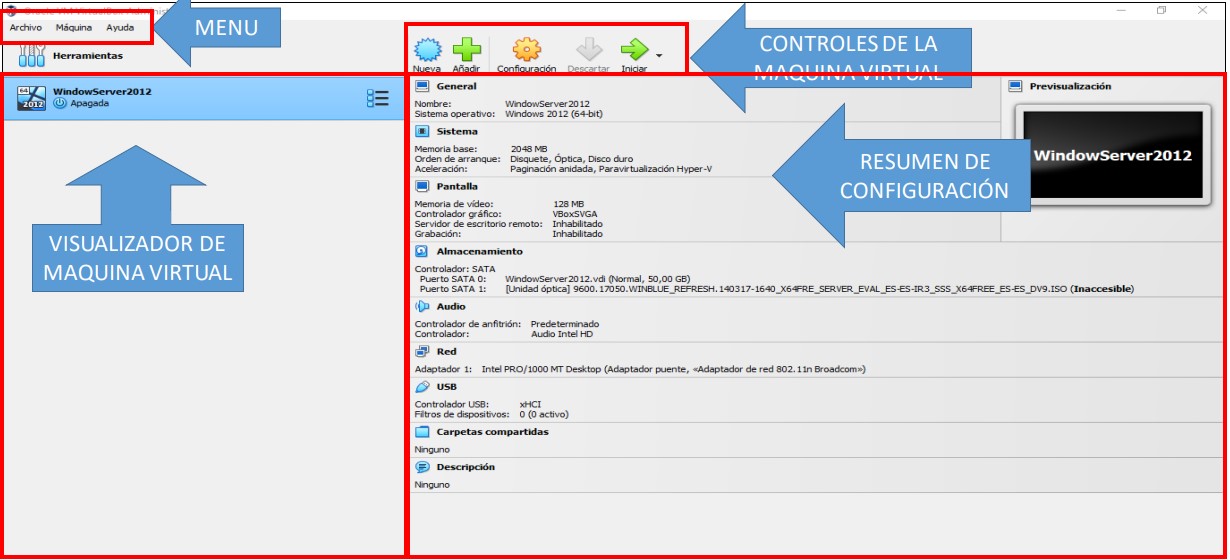 Oracle VM VirtualBox Adminis
Archivo Máquina Ayuda
MENU
Herramientas
Nueva Añadir Configuración Descartar Iniciar
CONTROLES DE LA
MAQUINA VIRTUAL
64
2012
WindowServer2012
Apagada
VISUALIZADOR DE
MAQUINA VIRTUAL
General
Nombre: WindowServer2012
Sistema operativo: Windows 2012 (64-bit)
Sistema
Memoria base: 2048 MB
Orden de arranque: Disquete, Óptica, Disco duro
Aceleración: Paginación anidada, Paravirtualización Hyper-V
Pantalla
Memoria de vídeo: 128 MB
Controlador gráfico: VBoxSVGA
Servidor de escritorio remoto: Inhabilitado
Grabación: Inhabilitado
Previsualización
WindowServer2012
RESUMEN DE
CONFIGURACIÓN
Almacenamiento
Controlador: SATA
Puerto SATA 0: WindowServer2012.vdi (Normal, 50,00 GB)
Puerto SATA 1: [Unidad óptica] 9600.17050.WINBLUE_REFRESH.140317-1640_X64FRE_SERVER_EVAL_ES-ES-IR3_SSS_X64FREE_ES-ES_DV9.ISO (Inaccesible)
Audio
Controlador de anfitrión: Predeterminado
Controlador: Audio Intel HD
Red
Adaptador 1: Intel PRO/1000 MT Desktop (Adaptador puente, «Adaptador de red 802.11n Broadcom»)
USB
Controlador USB: xHCI
Filtros de dispositivos: 0 (0 activo)
Carpetas compartidas
Ninguno
Descripción
Ninguno